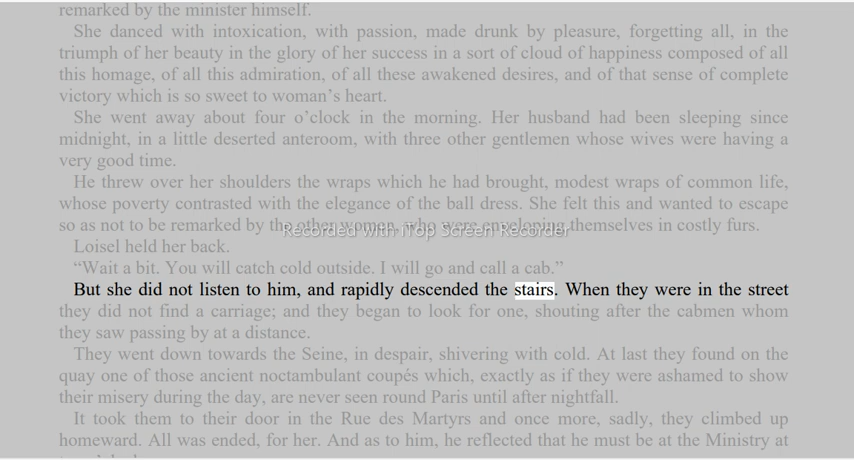 remarked by the minister himself.
She danced with intoxication, with passion, made drunk by pleasure, forgetting all, in the
triumph of her beauty in the glory of her success in a sort of cloud of happiness composed of all
this homage, of all this admiration, of all these awakened desires, and of that sense of complete
victory which is so sweet to woman’s heart.
She went away about four o’clock in the morning. Her husband had been sleeping since
midnight, in a little deserted anteroom, with three other gentlemen whose wives were having a
very good time.
He threw over her shoulders the wraps which he had brought, modest wraps of common life,
whose poverty contrasted with the elegance of the ball dress. She felt this and wanted to escape
so as not to be remarked by the other women, who were enveloping themselves in costly furs.
Recorded with iTop Screen Recorder
Loisel held her back.
“Wait a bit. You will catch cold outside. I will go and call a cab.”
But she did not listen to him, and rapidly descended the stairs. When they were in the street
they did not find a carriage; and they began to look for one, shouting after the cabmen whom
they saw passing by at a distance.
They went down towards the Seine, in despair, shivering with cold. At last they found on the
quay one of those ancient noctambulant coupés which, exactly as if they were ashamed to show
their misery during the day, are never seen round Paris until after nightfall.
It took them to their door in the Rue des Martyrs and once more, sadly, they climbed up
homeward. All was ended, for her. And as to him, he reflected that he must be at the Ministry at